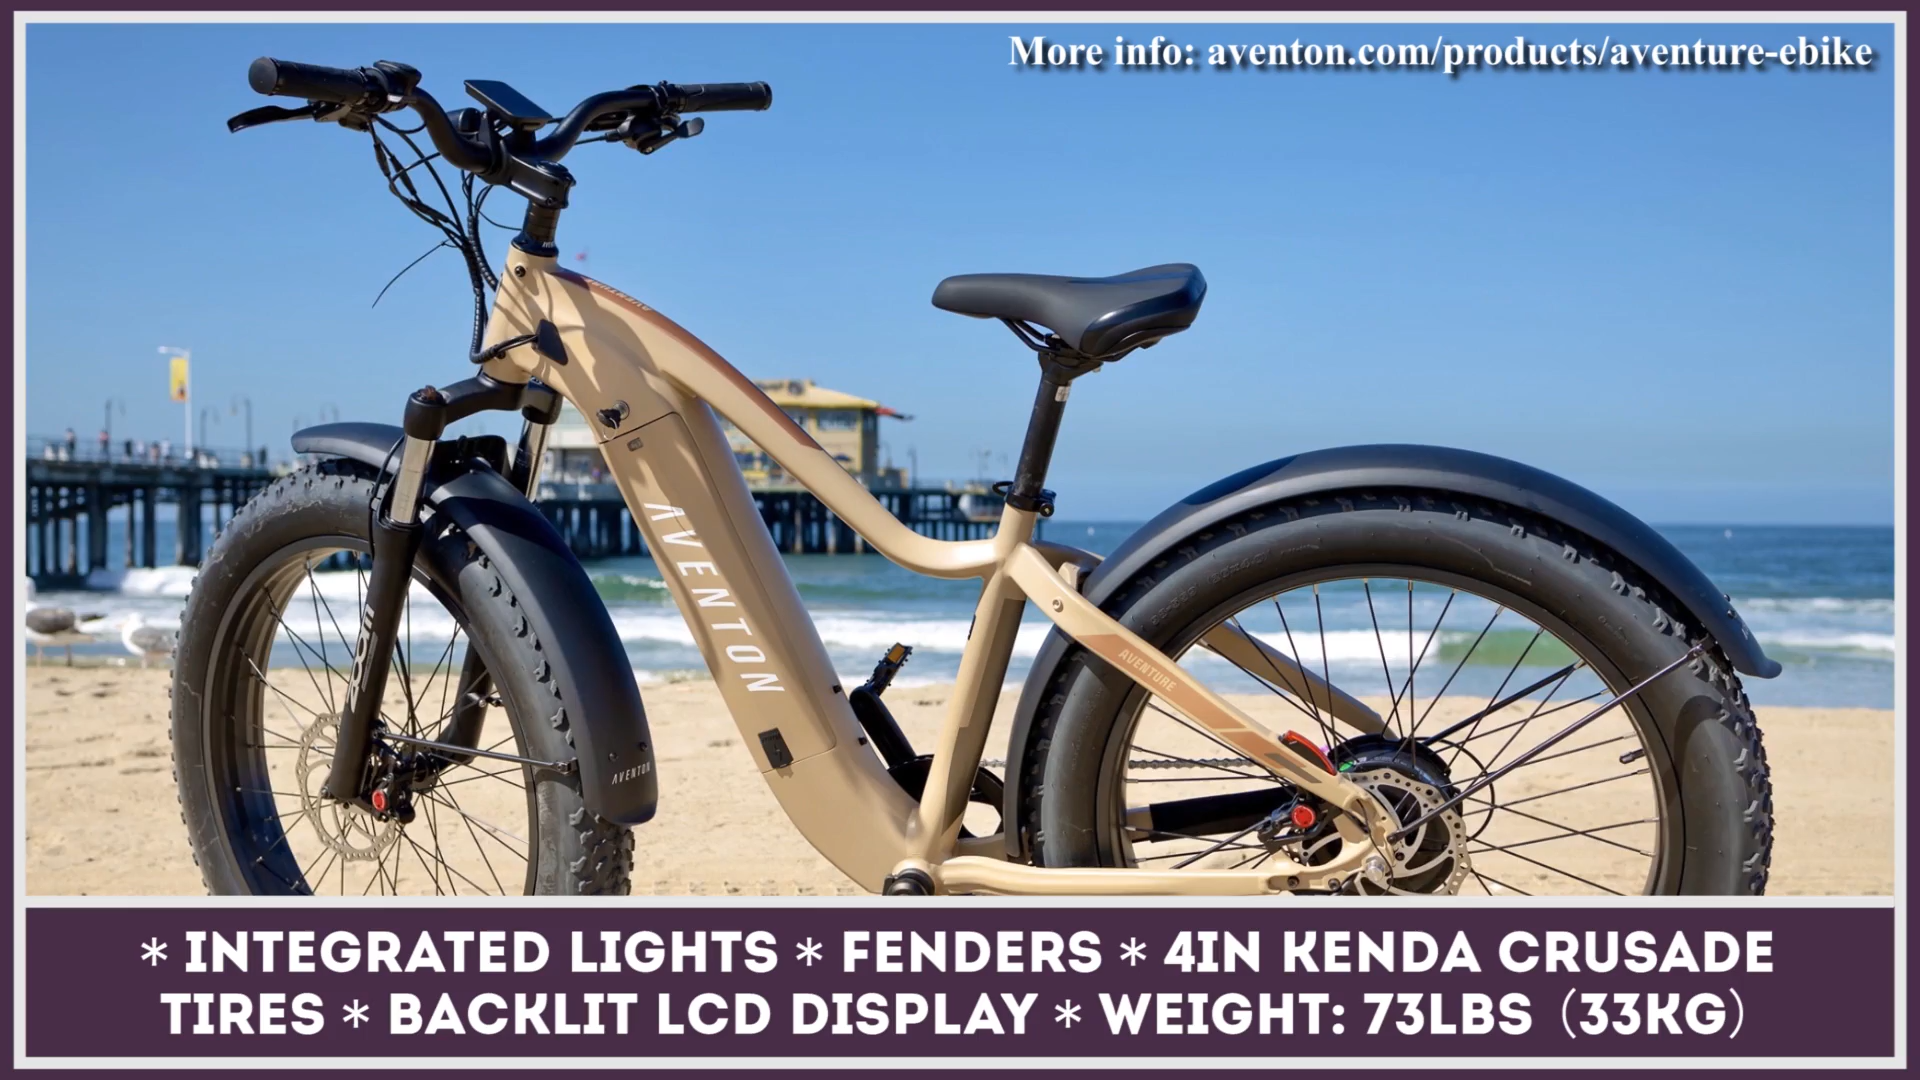 More info: aventon.com/products/aventure-ebike
AVENTON
ZOOM
AVENTURE
AVENTON
* INTEGRATED LIGHTS * FENDERS * 4IN KENDA CRUSADE
TIRES * BACKLIT LCD DISPLAY * WEIGHT: 73LBS (33KG)